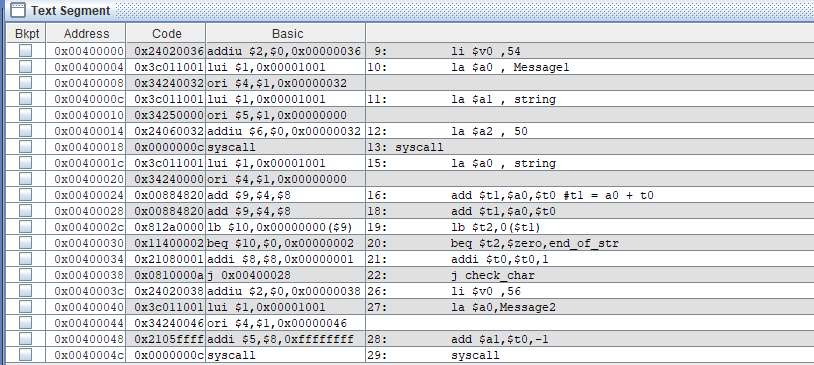 Text Segment
Bkpt Address Code Basic
0x00400000 0x24020036 addiu $2,$0,0x00000036 9: li $v0 ,54
0x00400004 0x3c011001 lui $1,0x00001001 10: la $a0 , Message1
0x00400008 0x34240032 ori $4,$1,0x00000032
0x0040000c 0x3c011001 lui $1,0x00001001 11: la $a1 , string
0x00400010 0x34250000 ori $5,$1,0x00000000
0x00400014 0x24060032 addiu $6,$0,0x00000032 12: la $a2 , 50
0x00400018 0x0000000c syscall 13: syscall
0x0040001c 0x3c011001 lui $1,0x00001001 15: la $a0 , string
0x00400020 0x34240000 ori $4,$1,0x00000000
0x00400024 0x00884820 add $9,$4,$8 16: add $t1,$a0,$t0 #t1 = a0 + t0
0x00400028 0x00884820 add $9,$4,$8 18: add $t1,$a0,$t0
0x0040002c 0x812a0000 lb $10,0x00000000($9) 19: lb $t2,0($t1)
0x00400030 0x11400002 beq $10,$0,0x00000002 20: beq $t2,$zero,end_of_str
0x00400034 0x21080001 addi $8,$8,0x00000001 21: addi $t0,$t0,1
0x00400038 0x0810000a j 0x00400028 22: j check_char
0x0040003c 0x24020038 addiu $2,$0,0x00000038 26: li $v0 ,56
0x00400040 0x3c011001 lui $1,0x00001001 27: la $a0,Message2
0x00400044 0x34240046 ori $4,$1,0x00000046
0x00400048 0x2105ffff addi $5,$8,0xffffffff 28: add $a1,$t0,-1
0x0040004c 0x0000000c syscall 29: syscall